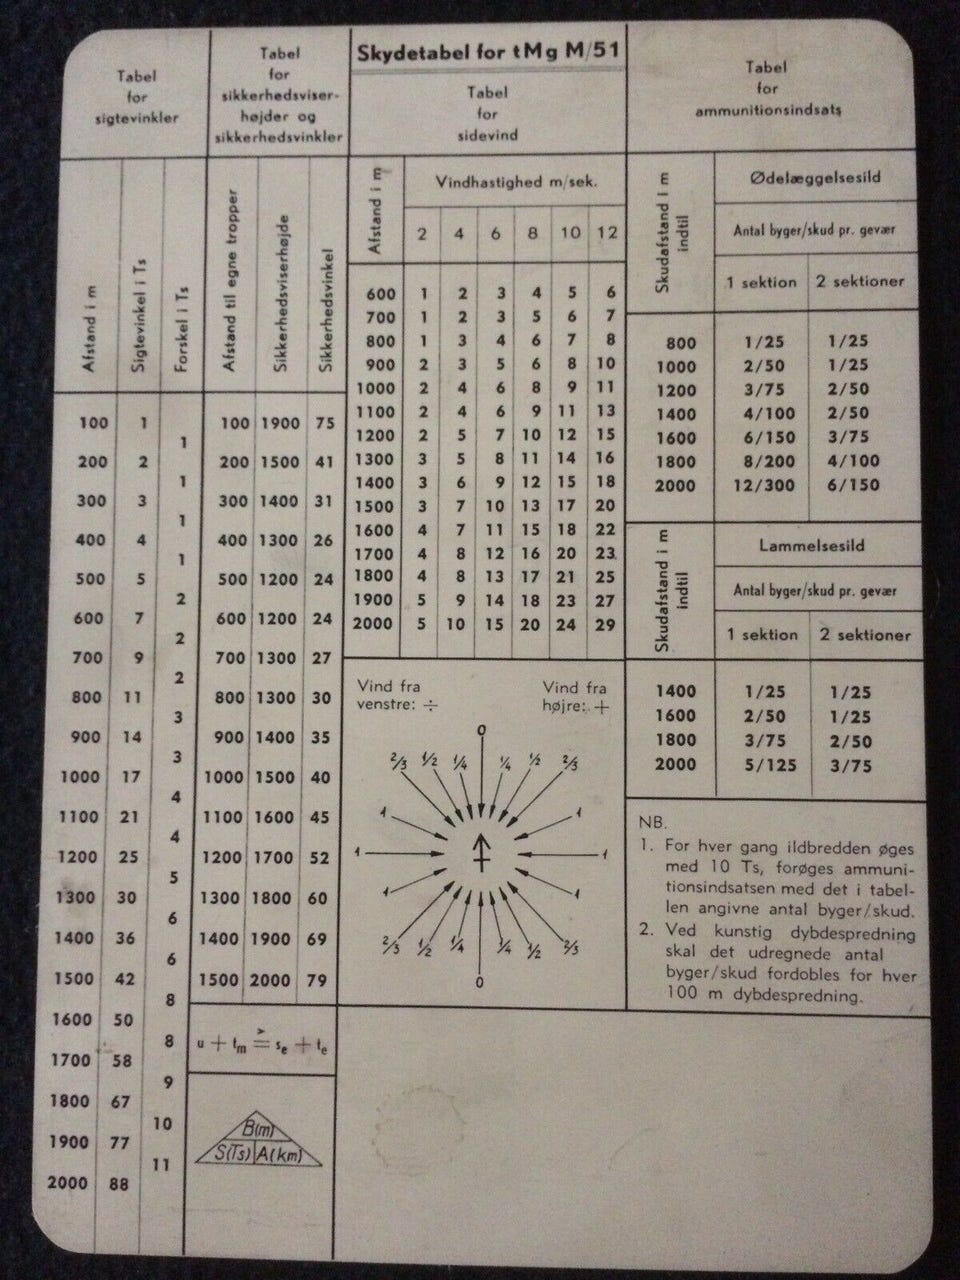 Tabel
for
sigtevinkler
Afstand i m
Sigtevinkel i Ts
Forskel i Ts
100 1
1
200 2
1
300 3
1
400 4
1
500 5
2
600 7
2
700 9
2
800 11
3
900 14
3
1000 17
4
1100 21
4
1200 25
5
1300 30
6
1400 36
6
1500 42
8
1600 50
8
1700 58
9
1800 67
10
1900 77
11
2000 88
Tabel
for
sikkerhedsviser-
højder og
sikkerhedsvinkler
Afstand til egne tropper
Sikkerhedsviserhøjde
Sikkerhedsvinkel
100 1900 75
200 1500 41
300 1400 31
400 1300 26
500 1200 24
600 1200 24
700 1300 27
800 1300 30
900 1400 35
1000 1500 40
1100 1600 45
1200 1700 52
1300 1800 60
1400 1900 69
1500 2000 79
u + tm = se + te
B(m)
S(Ts) A(km)
Skydetabel for tMg M/51
Tabel
for
sidevind
Afstand i m
Vindhastighed m/sek.
2 4 6 8 10 12
600 1 2 3 4 5 6
700 1 2 3 5 6 7
800 1 3 4 6 7 8
900 2 3 5 6 8 10
1000 2 4 6 8 9 11
1100 2 4 6 9 11 13
1200 2 5 7 10 12 15
1300 3 5 8 11 14 16
1400 3 6 9 12 15 18
1500 3 7 10 13 17 20
1600 4 7 11 15 18 22
1700 4 8 12 16 20 23
1800 4 8 13 17 21 25
1900 5 9 14 18 23 27
2000 5 10 15 20 24 29
Vind fra
venstre: ÷
Vind fra
højre: +
0
2/3 1/2 1/4 1/4 1/2 2/3
1 1
1 1
1 1
2/3 1/2 1/4 1/4 1/2 2/3
0
Tabel
for
ammunitionsindsats
Skudafstand i m
indtil
Ødelæggelsesild
Antal byger/skud pr. gevær
1 sektion 2 sektioner
800 1/25 1/25
1000 2/50 1/25
1200 3/75 2/50
1400 4/100 2/50
1600 6/150 3/75
1800 8/200 4/100
2000 12/300 6/150
Skudafstand i m
indtil
Lammelsesild
Antal byger/skud pr. gevær
1 sektion 2 sektioner
1400 1/25 1/25
1600 2/50 1/25
1800 3/75 2/50
2000 5/125 3/75
NB.
1. For hver gang ildbredden øges
med 10 Ts, forøges ammuni-
tionsindsatsen med det i tabel-
len angivne antal byger/skud.
2. Ved kunstig dybdespredning
skal det udregnede antal
byger/skud fordobles for hver
100 m dybdespredning.